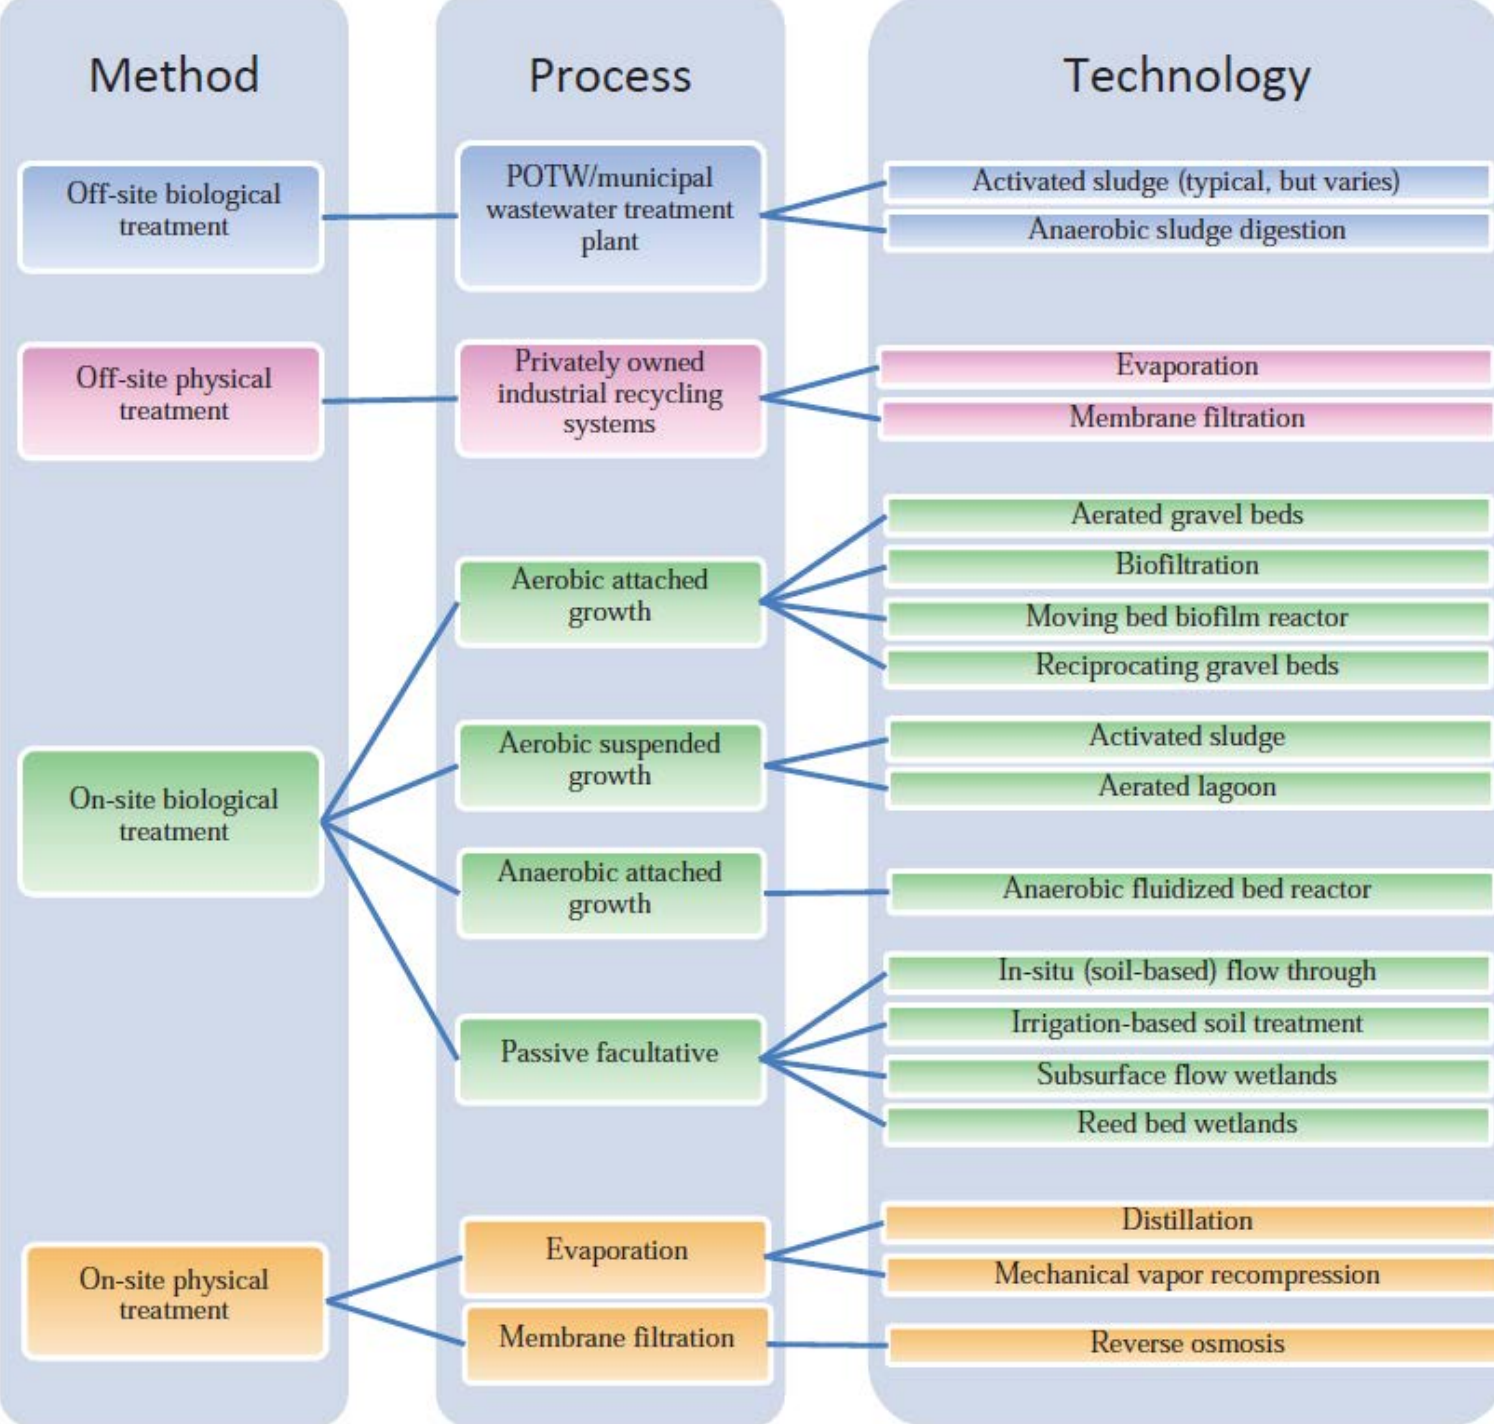 Method
Process
Technology
Off-site biological
treatment
POTW/municipal
wastewater treatment
plant
Activated sludge (typical, but varies)
Anaerobic sludge digestion
Off-site physical
treatment
Privately owned
industrial recycling
systems
Evaporation
Membrane filtration
On-site biological
treatment
Aerobic attached
growth
Aerated gravel beds
Biofiltration
Moving bed biofilm reactor
Reciprocating gravel beds
Aerobic suspended
growth
Activated sludge
Aerated lagoon
Anaerobic attached
growth
Anaerobic fluidized bed reactor
Passive facultative
In-situ (soil-based) flow through
Irrigation-based soil treatment
Subsurface flow wetlands
Reed bed wetlands
On-site physical
treatment
Evaporation
Distillation
Mechanical vapor recompression
Membrane filtration
Reverse osmosis